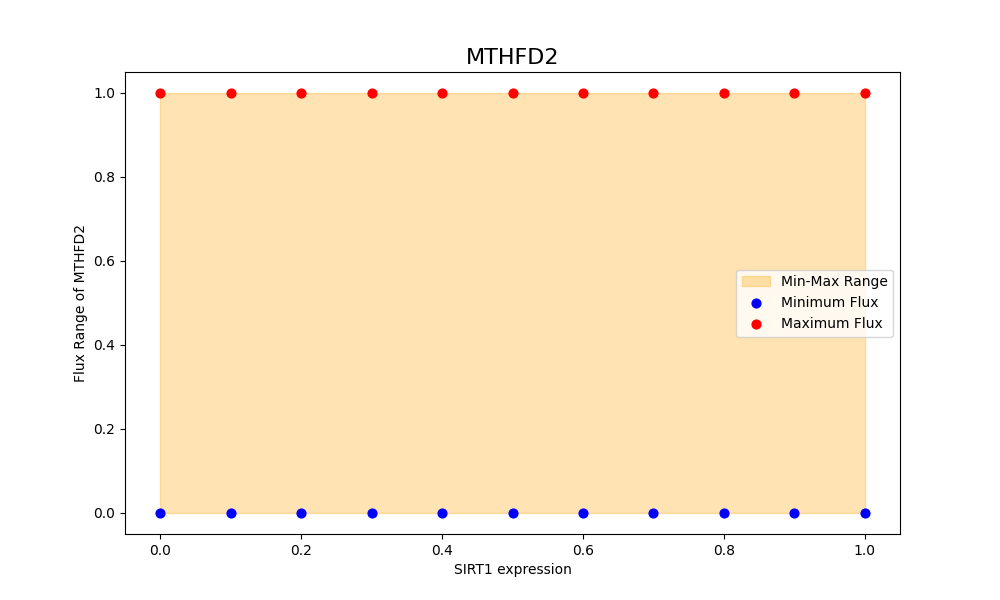 MTHFD2
Flux Range of MTHFD2
1.0
0.8
0.6
0.4
0.2
0.0
Min-Max Range
Minimum Flux
Maximum Flux
0.0 0.2 0.4 0.6 0.8 1.0
SIRT1 expression